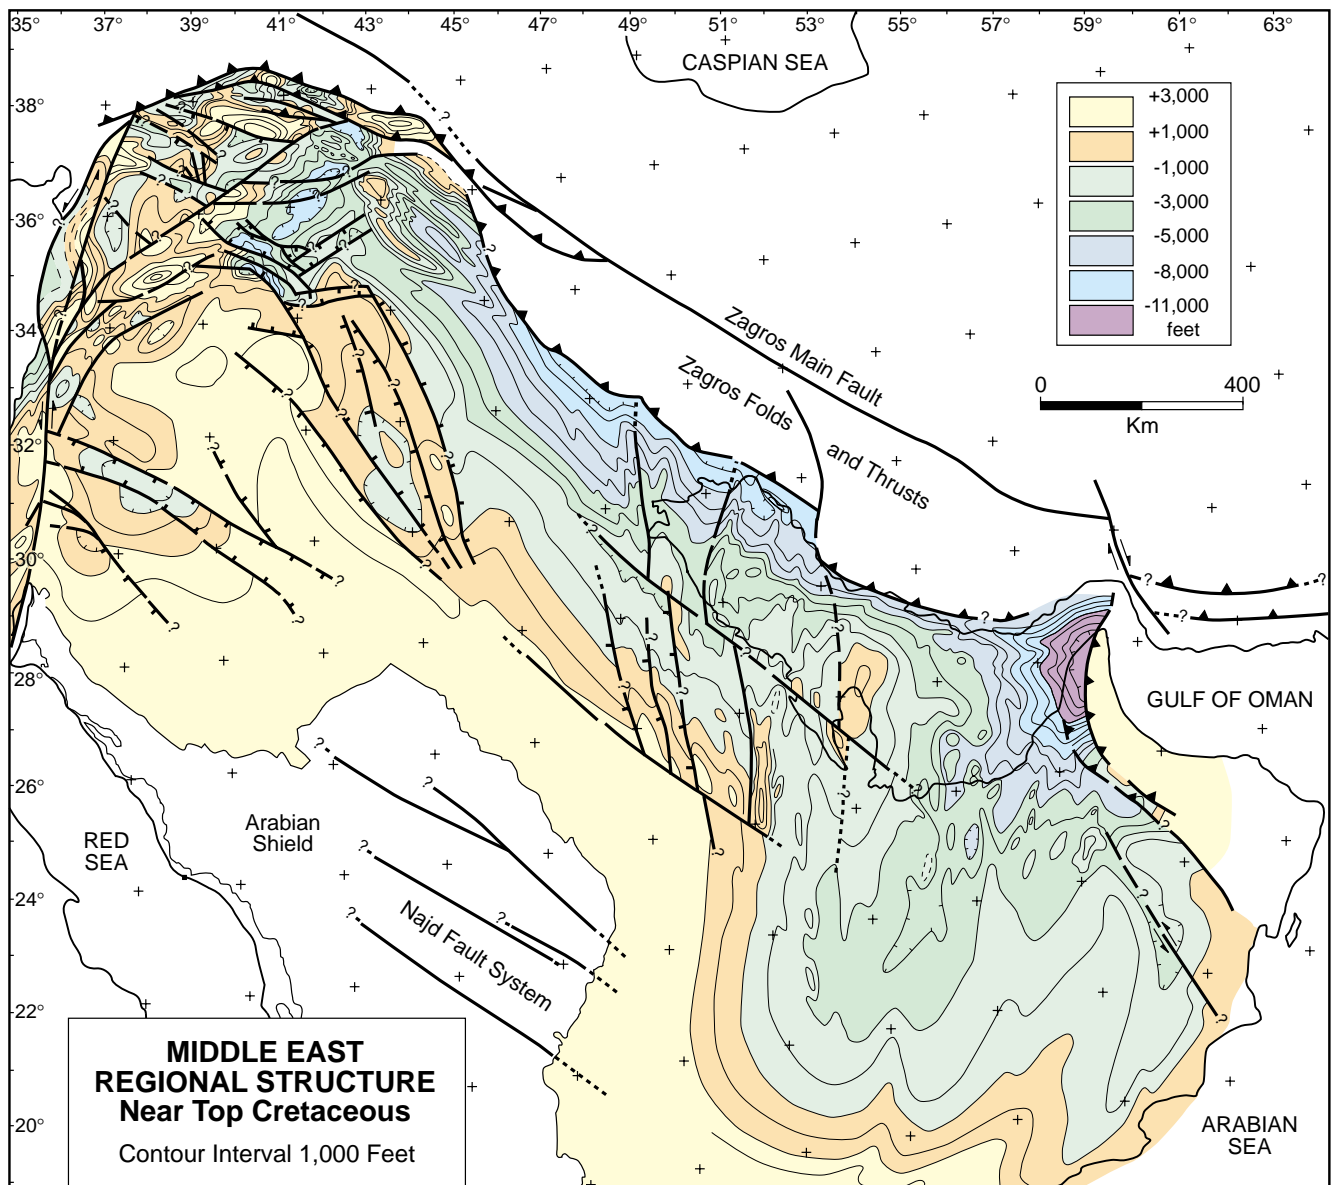 35° 37° 39° 41° 43° 45° 47° 49° 51° 53° 55° 57° 59° 61° 63°
CASPIAN SEA
38°
36°
34°
32°
30°
28°
26°
24°
22°
20°
+3,000
+1,000
-1,000
-3,000
-5,000
-8,000
-11,000
feet
0 400
Km
Zagros Main Fault
Zagros Folds
and Thrusts
GULF OF OMAN
RED
SEA
Arabian
Shield
Najd Fault System
ARABIAN
SEA
MIDDLE EAST
REGIONAL STRUCTURE
Near Top Cretaceous
Contour Interval 1,000 Feet